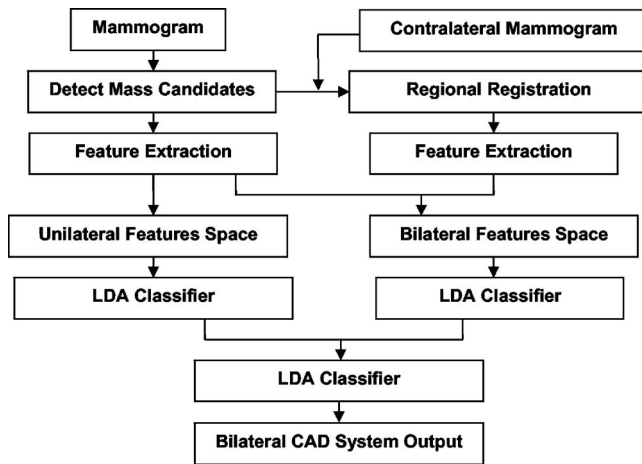 Mammogram
Contralateral Mammogram
Detect Mass Candidates
Regional Registration
Feature Extraction
Feature Extraction
Unilateral Features Space
Bilateral Features Space
LDA Classifier
LDA Classifier
LDA Classifier
Bilateral CAD System Output